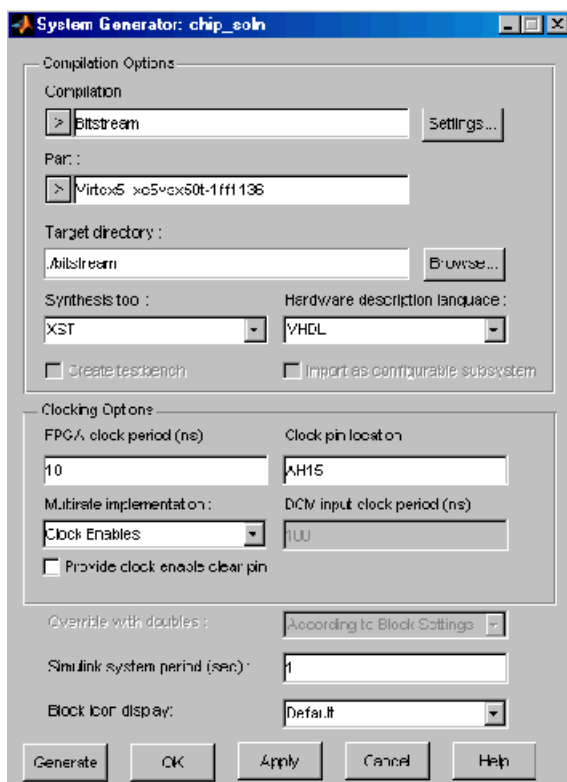 System Generator: chip_soln
Compilation Options
Compilation
> Bitstream Settings...
Part :
> Virtex5 xc5vsx50t-1ff1136
Target directory :
./bitstream Browse...
Synthesis tool : Hardware description language :
XST VHDL
Create testbench Import as configurable subsystem
Clocking Options
FPGA clock period (ns) Clock pin location
10 AH15
Multirate implementation : DCM input clock period (ns)
Clock Enables 100
Provide clock enable clear pin
Override with doubles : According to Block Settings
Simulink system period (sec) : 1
Block icon display: Default
Generate OK Apply Cancel Help